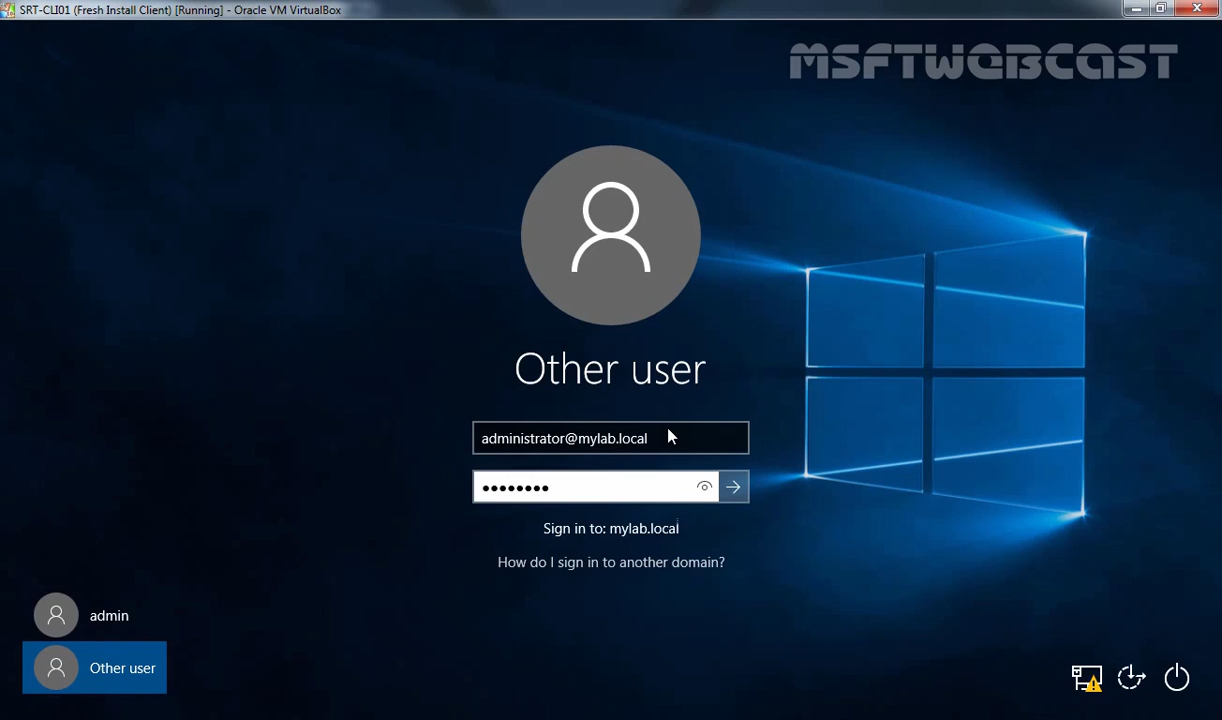 SRT-CLI01 (Fresh Install Client) [Running] - Oracle VM VirtualBox
MSFTWEBCAST
Other user
administrator@mylab.local
••••••••
Sign in to: mylab.local
How do I sign in to another domain?
admin
Other user